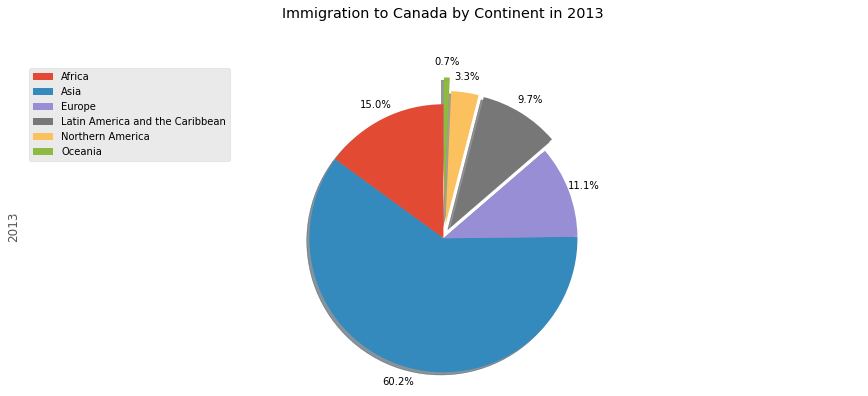 Immigration to Canada by Continent in 2013
Africa
Asia
Europe
Latin America and the Caribbean
Northern America
Oceania
0.7%
3.3%
9.7%
15.0%
11.1%
2013
60.2%